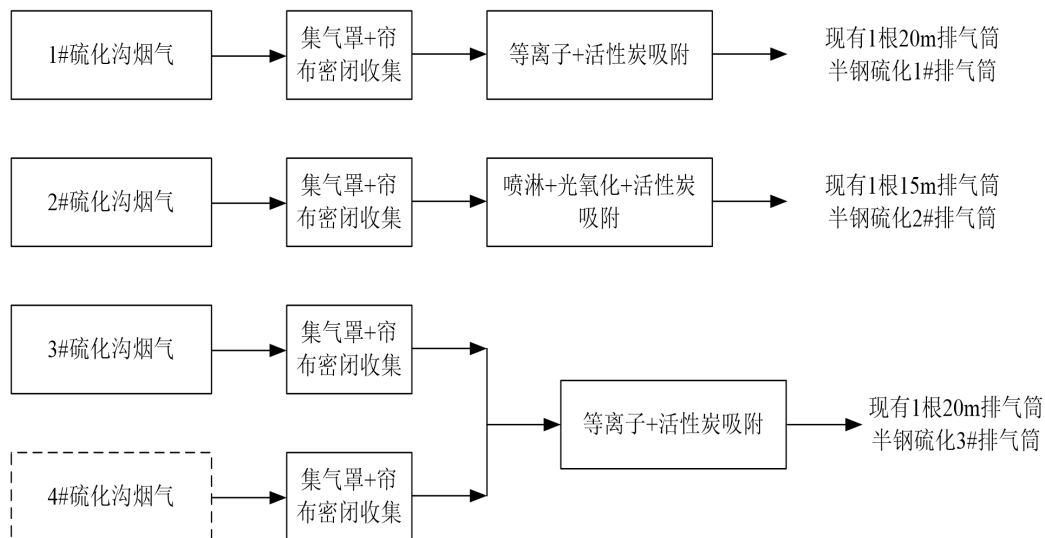 1#硫化沟烟气
集气罩+帘
布密闭收集
等离子+活性炭吸附
现有1根20m排气筒
半钢硫化1#排气筒
2#硫化沟烟气
集气罩+帘
布密闭收集
喷淋+光氧化+活性炭
吸附
现有1根15m排气筒
半钢硫化2#排气筒
3#硫化沟烟气
集气罩+帘
布密闭收集
等离子+活性炭吸附
现有1根20m排气筒
半钢硫化3#排气筒
4#硫化沟烟气
集气罩+帘
布密闭收集